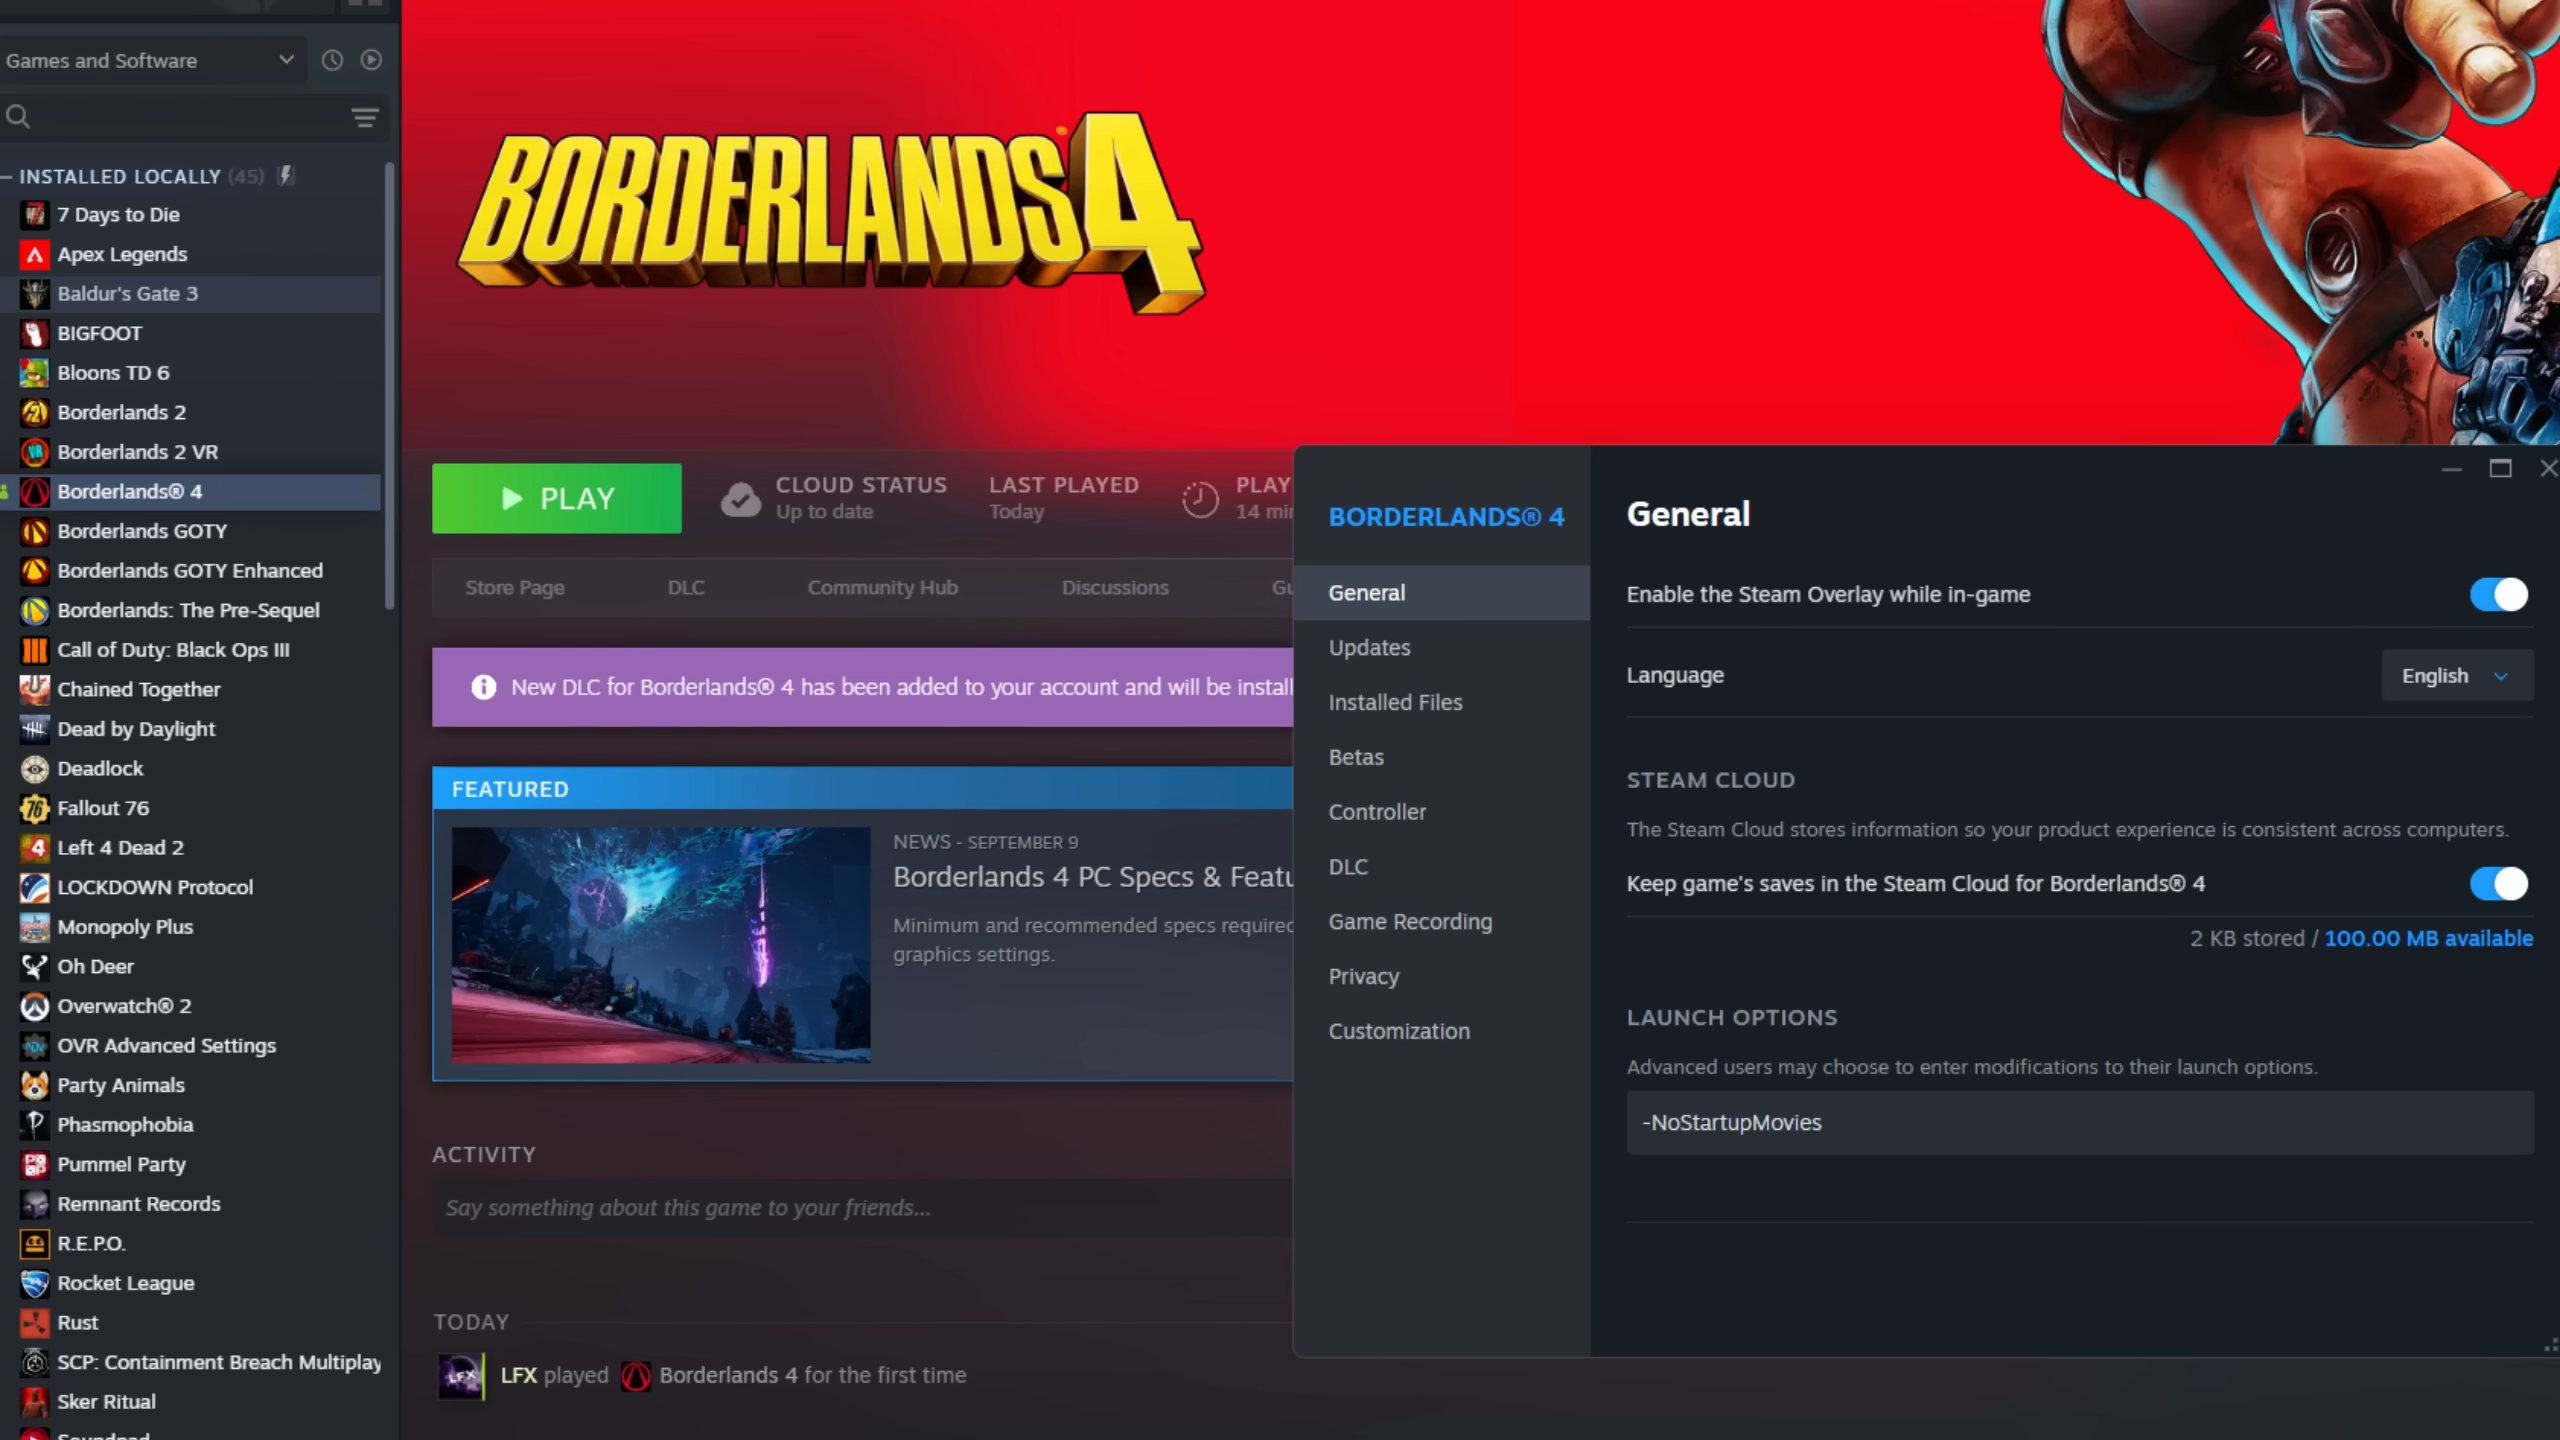 Games and Software
INSTALLED LOCALLY (45)
7 Days to Die
Apex Legends
Baldur's Gate 3
BIGFOOT
Bloons TD 6
Borderlands 2
Borderlands 2 VR
Borderlands® 4
Borderlands GOTY
Borderlands GOTY Enhanced
Borderlands: The Pre-Sequel
Call of Duty: Black Ops III
Chained Together
Dead by Daylight
Deadlock
Fallout 76
Left 4 Dead 2
LOCKDOWN Protocol
Monopoly Plus
Oh Deer
Overwatch® 2
OVR Advanced Settings
Party Animals
Phasmophobia
Pummel Party
Remnant Records
R.E.P.O.
Rocket League
Rust
SCP: Containment Breach Multiplay
Sker Ritual
BORDERLANDS® 4
PLAY
CLOUD STATUS
Up to date
LAST PLAYED
Today
PLAY
14 min
Store Page
DLC
Community Hub
Discussions
Gu
New DLC for Borderlands® 4 has been added to your account and will be install
FEATURED
NEWS - SEPTEMBER 9
Borderlands 4 PC Specs & Featu
Minimum and recommended specs required
graphics settings.
ACTIVITY
Say something about this game to your friends...
TODAY
LFX
LFX played Borderlands 4 for the first time
BORDERLANDS® 4
General
Updates
Installed Files
Betas
Controller
DLC
Game Recording
Privacy
Customization
General
Enable the Steam Overlay while in-game
Language
English
STEAM CLOUD
The Steam Cloud stores information so your product experience is consistent across computers.
Keep game's saves in the Steam Cloud for Borderlands® 4
2 KB stored / 100.00 MB available
LAUNCH OPTIONS
Advanced users may choose to enter modifications to their launch options.
-NoStartupMovies